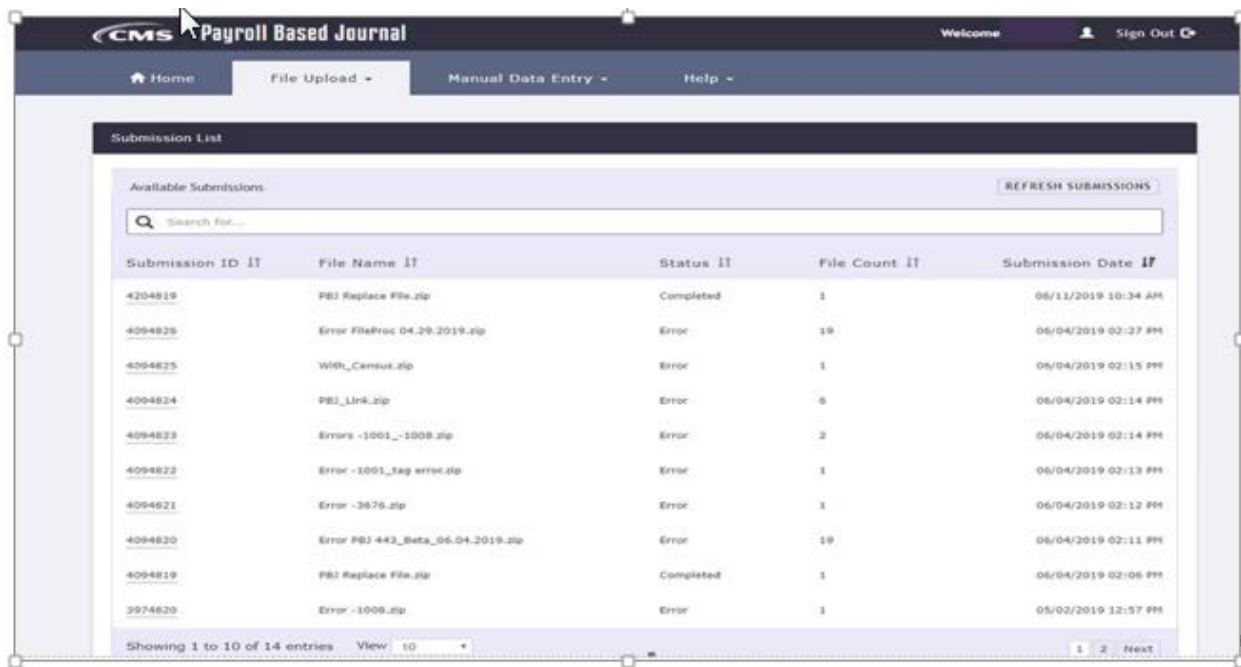 CMS Payroll Based Journal Welcome Sign Out
Home File Upload Manual Data Entry Help
Submission List
Available Submissions REFRESH SUBMISSIONS
Search for...
Submission ID File Name Status File Count Submission Date
4204819 PBJ Replace File.zip Completed 1 06/11/2019 10:34 AM
4094826 Error FileProc 04.29.2019.zip Error 19 06/04/2019 02:27 PM
4094825 With_Census.zip Error 1 06/04/2019 02:15 PM
4094824 PBJ_Link.zip Error 6 06/04/2019 02:14 PM
4094823 Errors -1001_-1008.zip Error 2 06/04/2019 02:14 PM
4094822 Error -1001_tag error.zip Error 1 06/04/2019 02:13 PM
4094821 Error -3676.zip Error 1 06/04/2019 02:12 PM
4094820 Error PBJ 443_Beta_06.04.2019.zip Error 19 06/04/2019 02:11 PM
4094819 PBJ Replace File.zip Completed 1 06/04/2019 02:06 PM
3974820 Error -1008.zip Error 1 05/02/2019 12:57 PM
Showing 1 to 10 of 14 entries View 10 1 2 Next